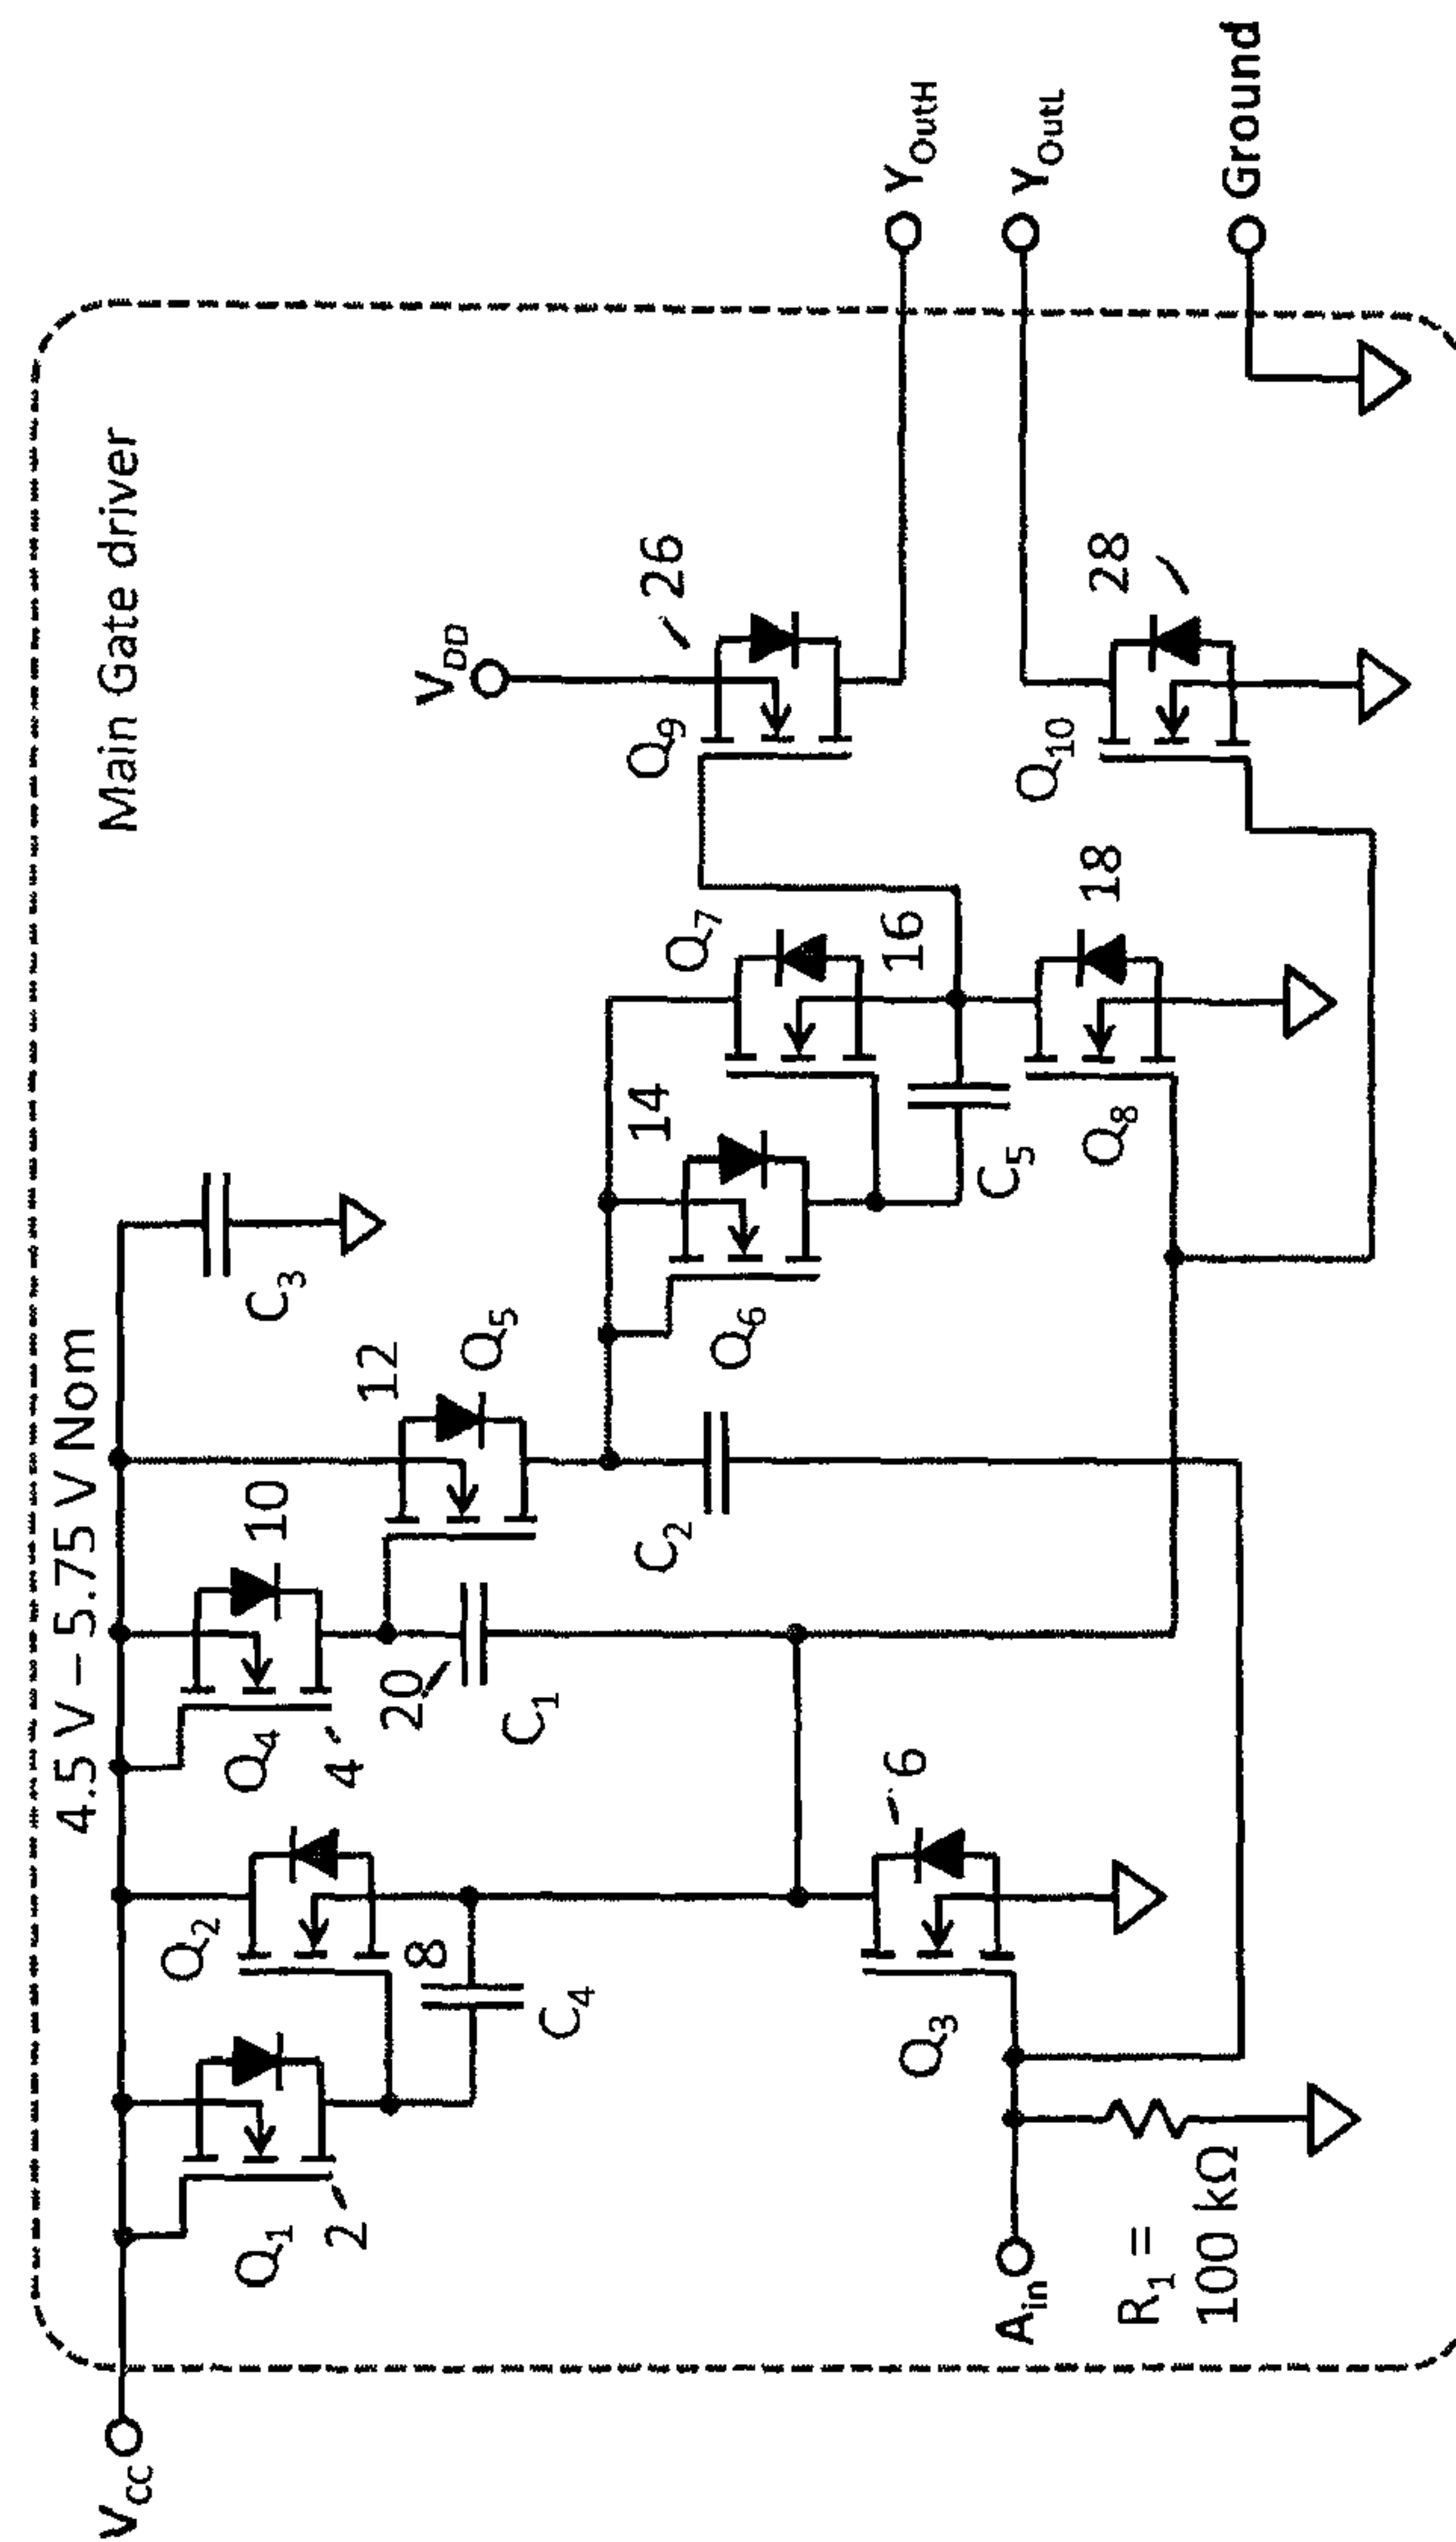 Main Gate driver
4.5 V – 5.75 V Nom
V_CC
Q_1
2
Q_2
8
C_4
Q_4
4
10
20
C_1
12
Q_5
C_3
C_2
14
Q_6
Q_7
16
C_5
V_DD
Q_9
26
Y_OutH
Y_OutL
Ground
Q_10
28
18
Q_8
6
Q_3
A_in
R_1 =
100 kΩ